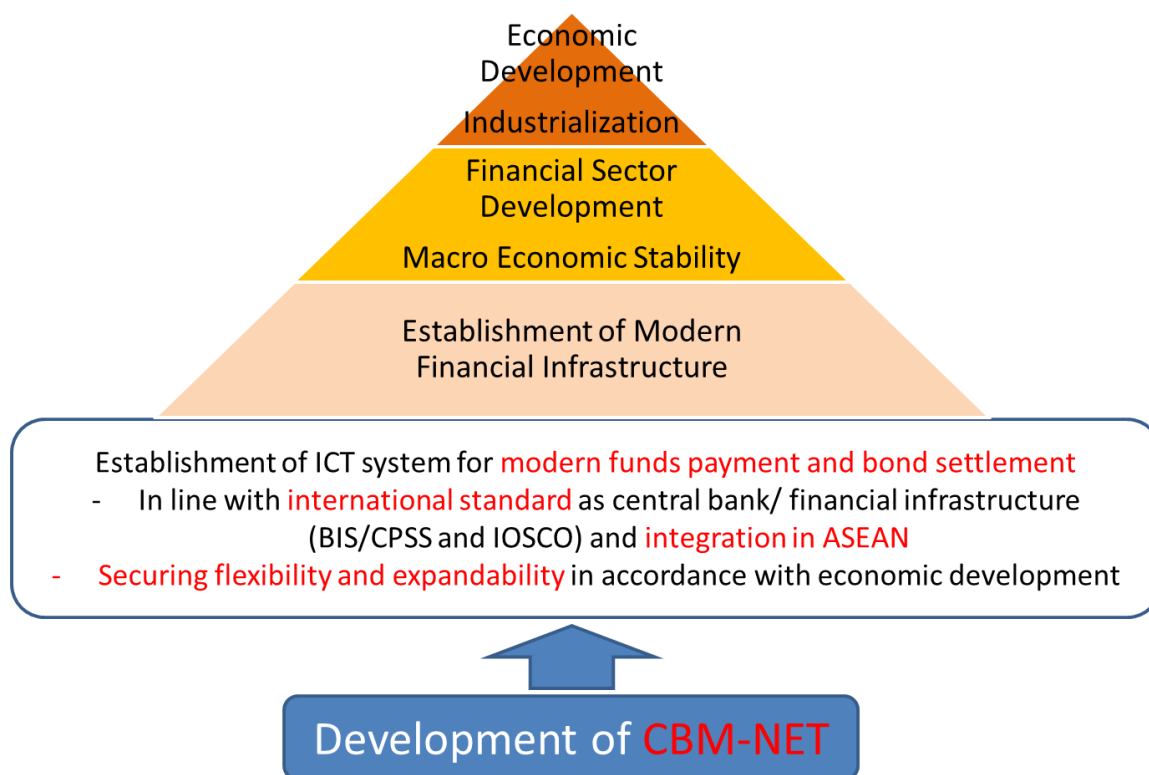 Economic
Development
Industrialization
Financial Sector
Development
Macro Economic Stability
Establishment of Modern
Financial Infrastructure
Establishment of ICT system for modern funds payment and bond settlement
- In line with international standard as central bank/ financial infrastructure
(BIS/CPSS and IOSCO) and integration in ASEAN
- Securing flexibility and expandability in accordance with economic development
Development of CBM-NET